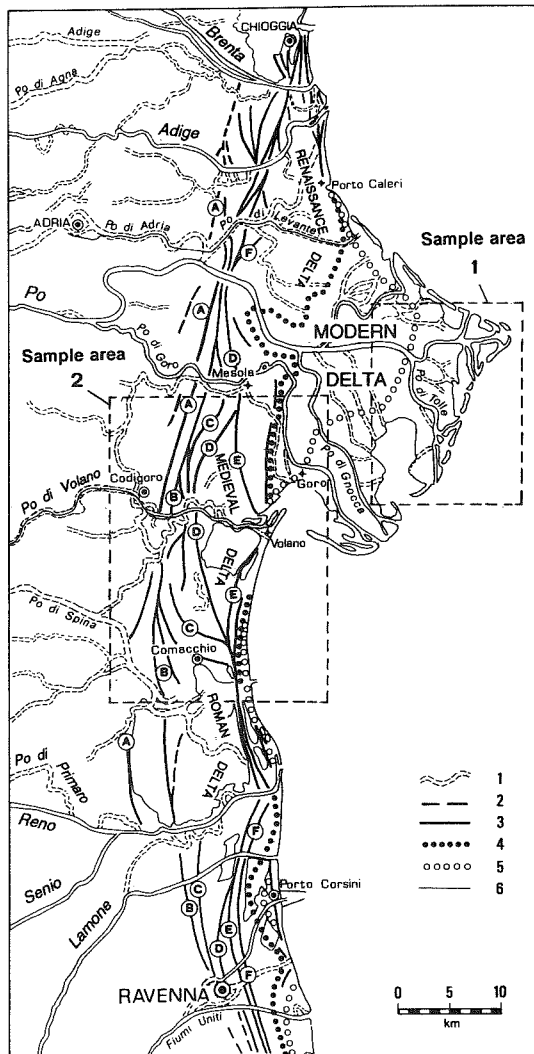 CHIOGGIA
Adige
Brenta
Po di Agne
Adige
RENAISSANCE
Porto Caleri
A
ADRIA
Po di Adria
Po di Levante
Sample area
1
F
DELTA
A
Po
MODERN
Po di Goro
D
Sample area
2
Mesola
DELTA
Po di Tolle
A
C
D
E
Po di Gnocca
Codigoro
MEDIEVAL
B
Goro
Po di Volano
D
Volano
DELTA
Po di Spina
E
C
Comacchio
B
ROMAN
A
Po di Primaro
DELTA
1
2
Reno
3
F
4
Senio
5
C
6
Lamone
B
Porto Corsini
E
D
RAVENNA
F
0 5 10
km
Fiumi Uniti